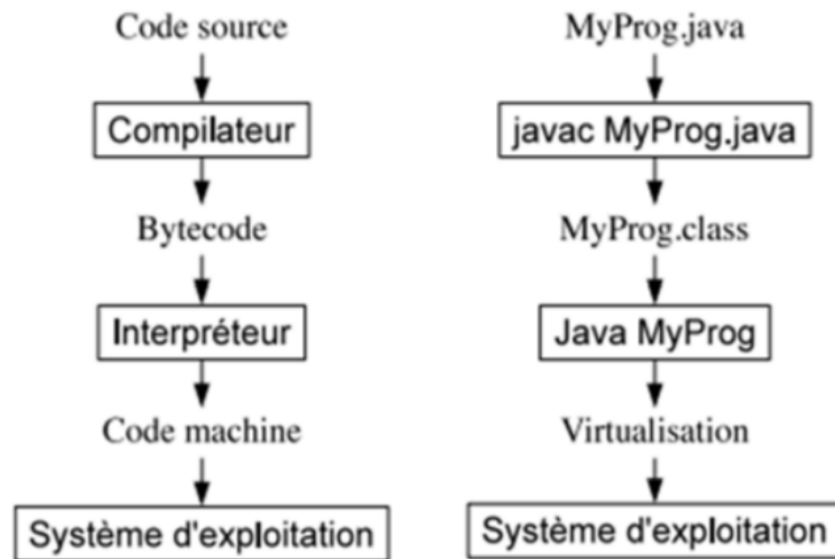 Code source
Compilateur
Bytecode
Interpréteur
Code machine
Système d'exploitation
MyProg.java
javac MyProg.java
MyProg.class
Java MyProg
Virtualisation
Système d'exploitation